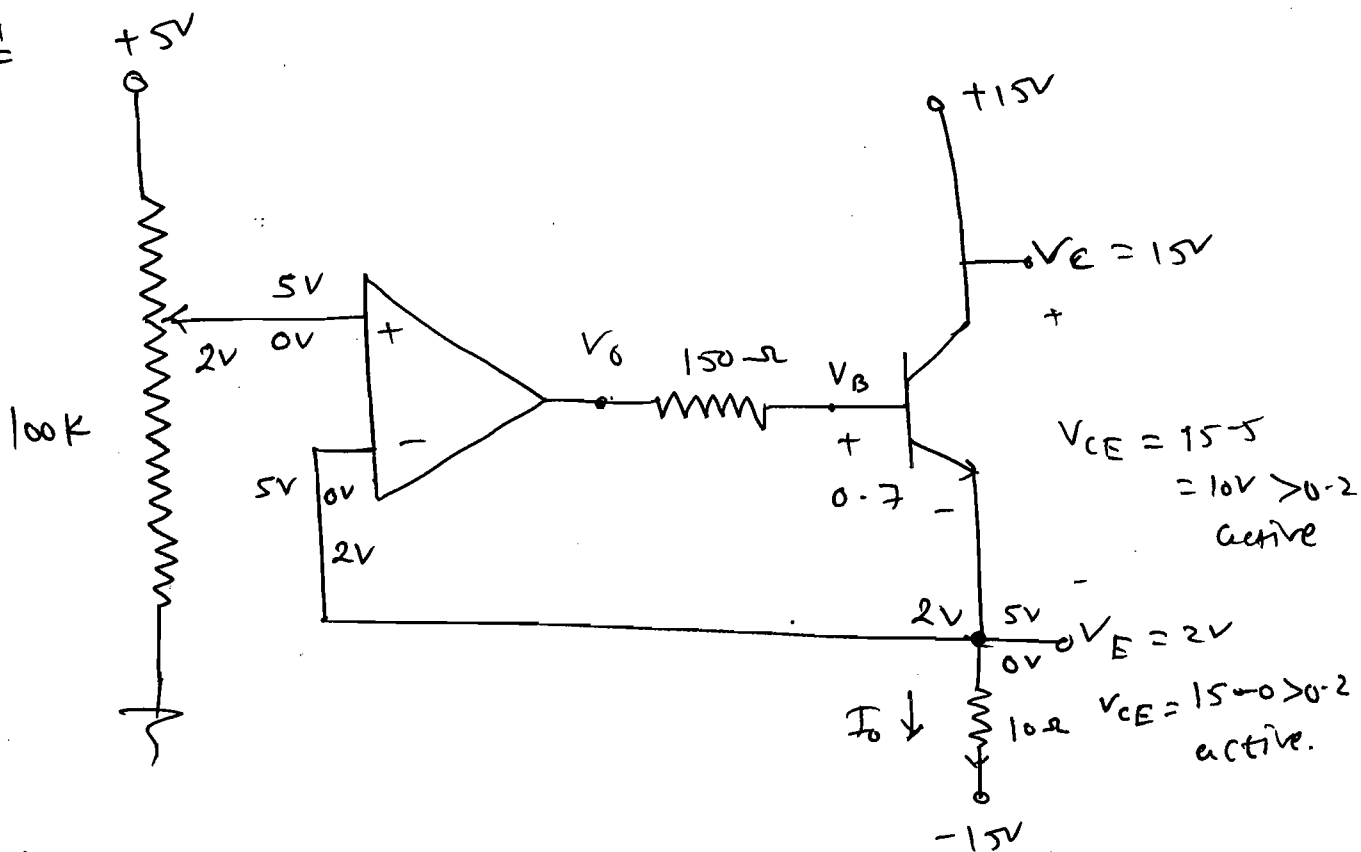 +5V
+15V
VC = 15V
+
5V
0V
2V
+
V0
150Ω
VB
+
0.7
-
100K
-
5V
0V
2V
VCE = 15-5
= 10V >0.2
active
-
2V
5V
0V
VE = 2V
I0 ↓
10Ω
VCE = 15-0>0.2
active.
-15V